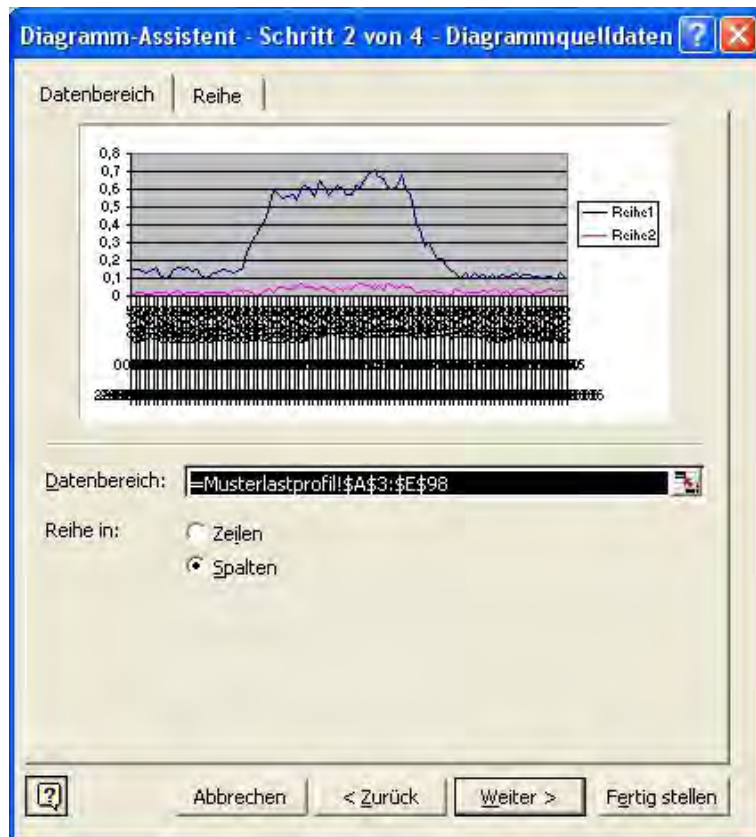 Diagramm-Assistent - Schritt 2 von 4 - Diagrammquelldaten
Datenbereich
Reihe
0,8
0,7
0,6
0,5
0,4
0,3
0,2
0,1
0
Reihe1
Reihe2
Datenbereich:
=Musterlastprofil!$A$3:$E$98
Reihe in:
Zeilen
Spalten
Abbrechen
< Zurück
Weiter >
Fertig stellen